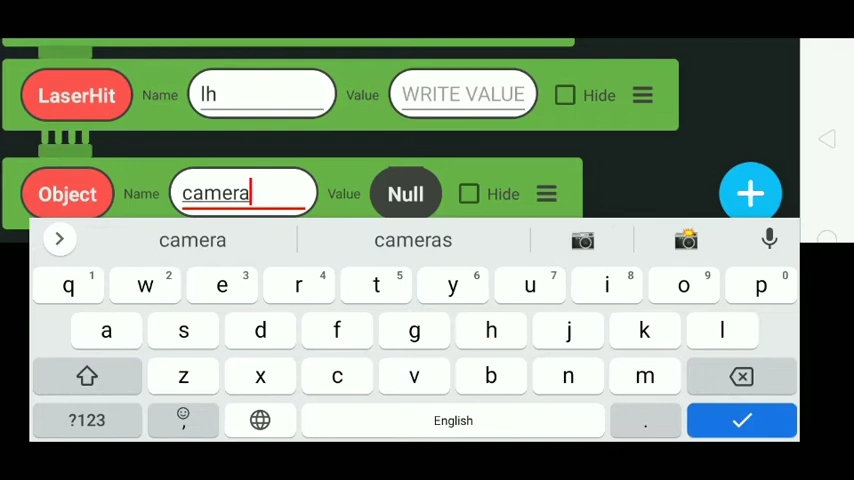 LaserHit Name lh Value WRITE VALUE Hide
Object Name camera Value Null Hide
camera cameras
q 1 w 2 e 3 r 4 t 5 y 6 u 7 i 8 o 9 p 0
a s d f g h j k l
z x c v b n m
?123 , English .